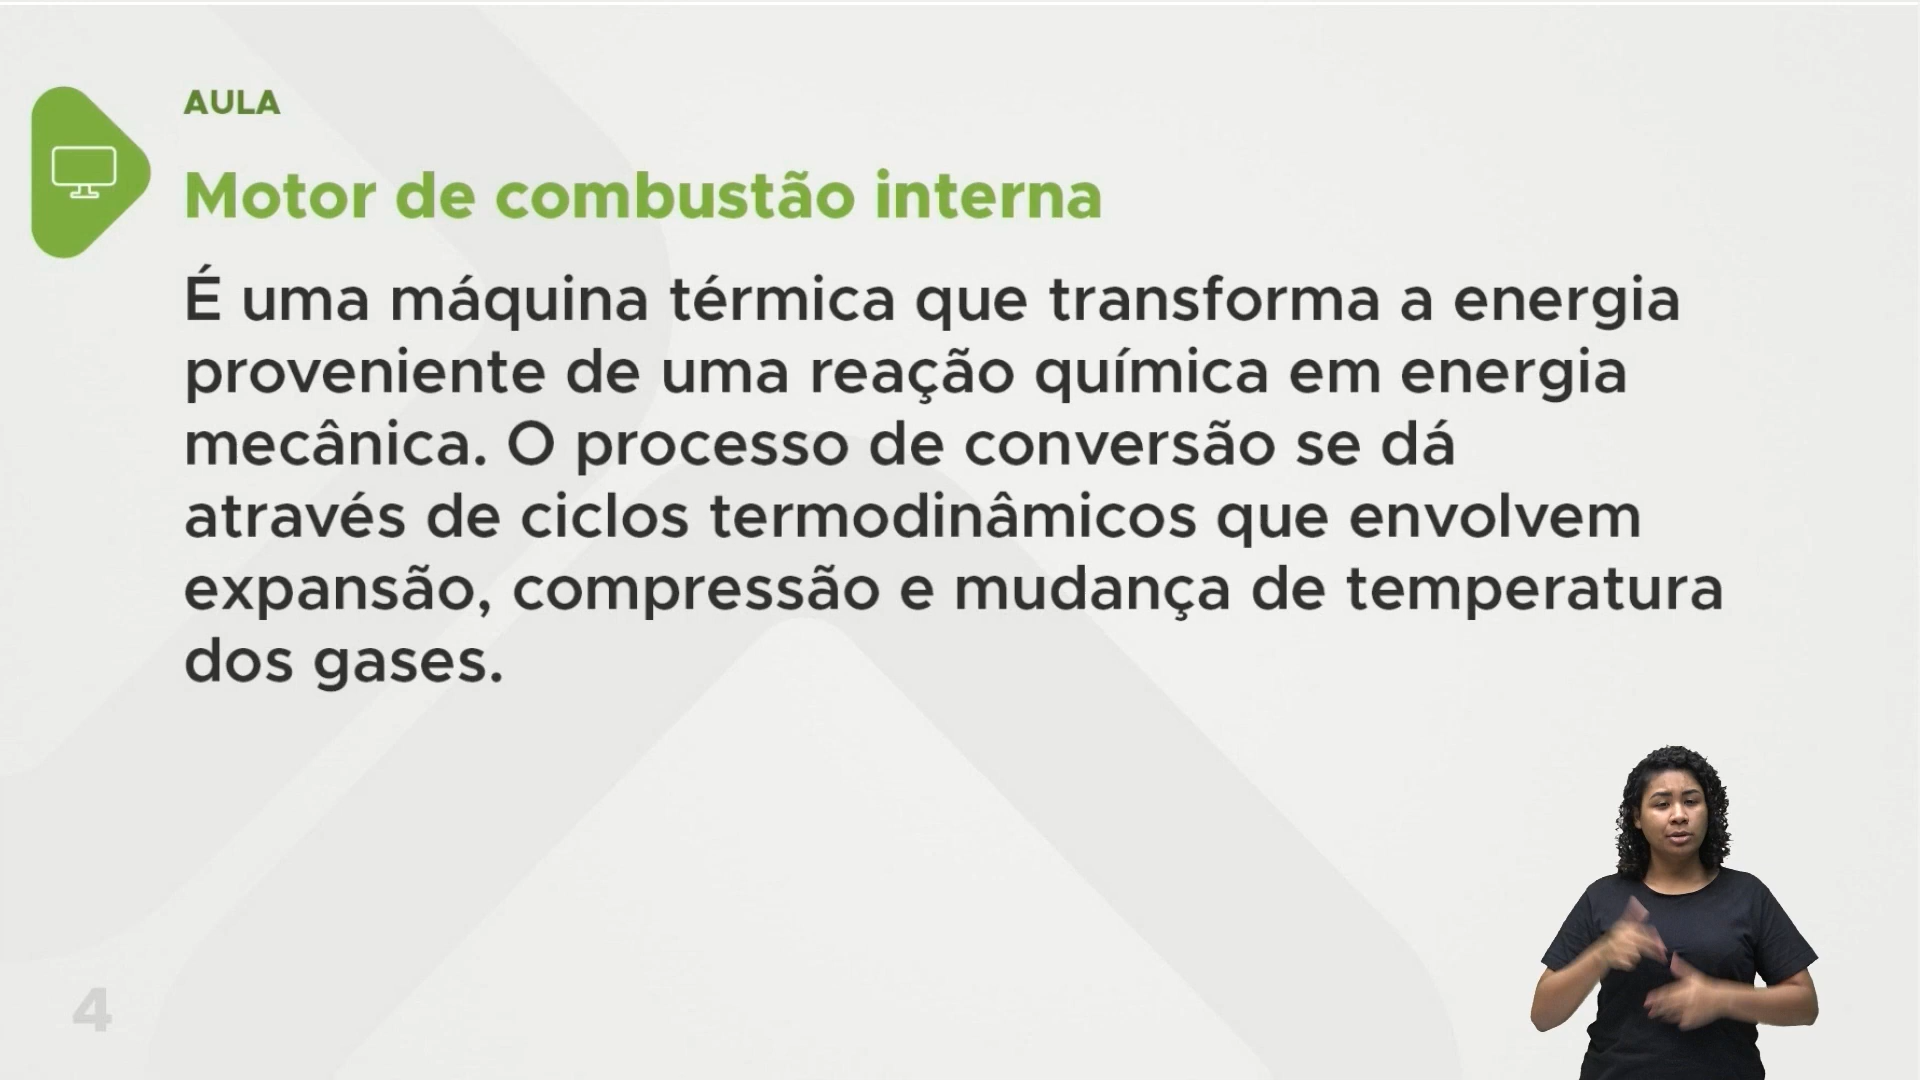 AULA
Motor de combustão interna
É uma máquina térmica que transforma a energia
proveniente de uma reação química em energia
mecânica. O processo de conversão se dá
através de ciclos termodinâmicos que envolvem
expansão, compressão e mudança de temperatura
dos gases.
4